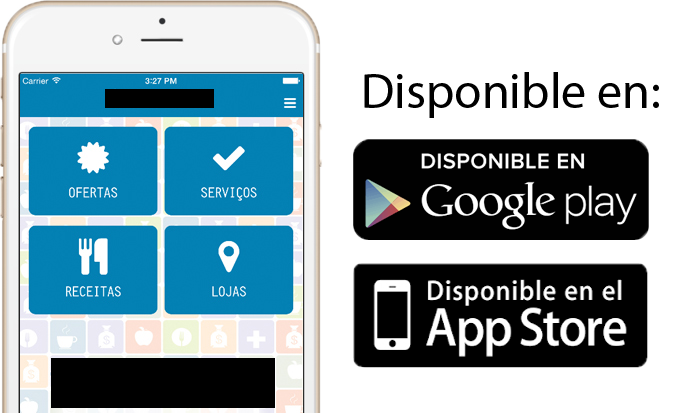 Carrier 3:27 PM
OFERTAS SERVIÇOS
RECEITAS LOJAS
Disponible en:
DISPONIBLE EN
Google play
Disponible en el
App Store